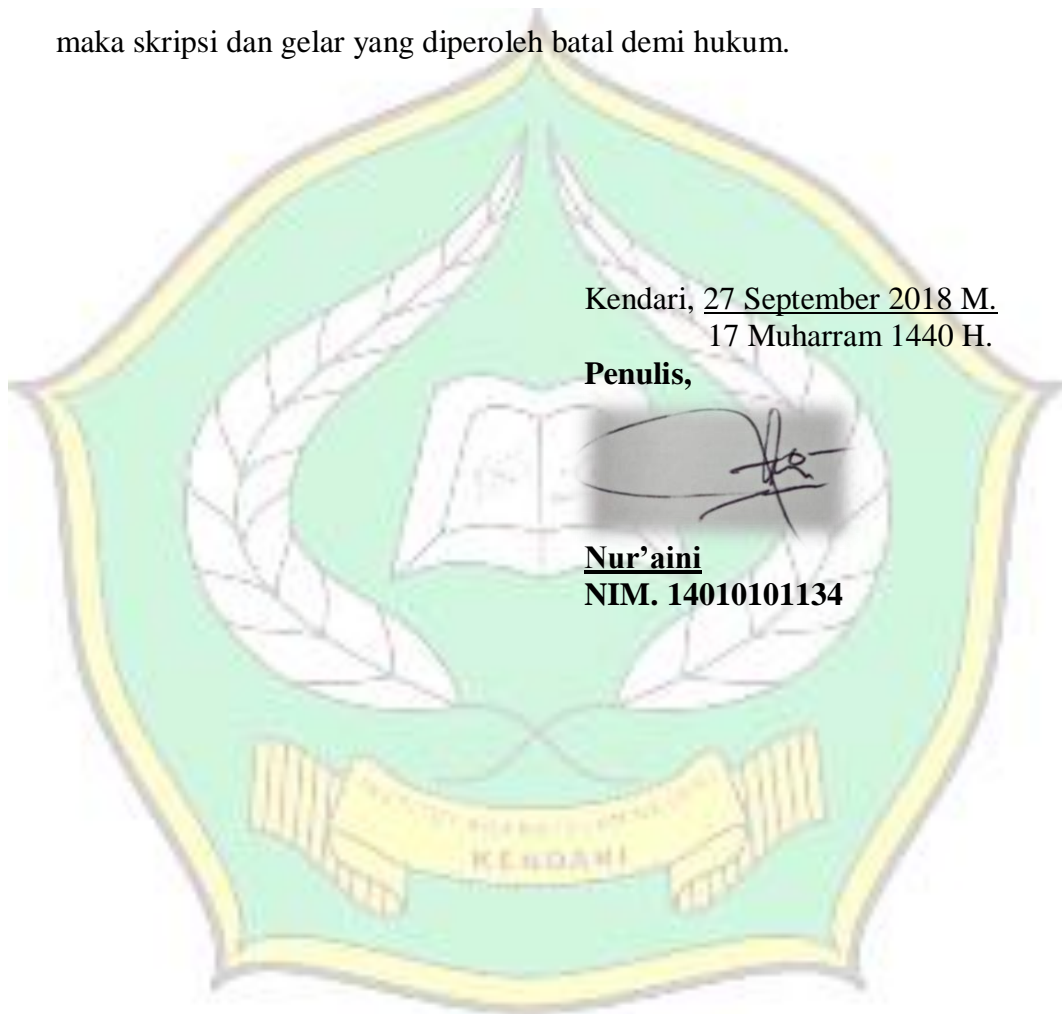 maka skripsi dan gelar yang diperoleh batal demi hukum.
Kendari, 27 September 2018 M.
17 Muharram 1440 H.
Penulis,
Nur’aini
NIM. 14010101134
KENDARI